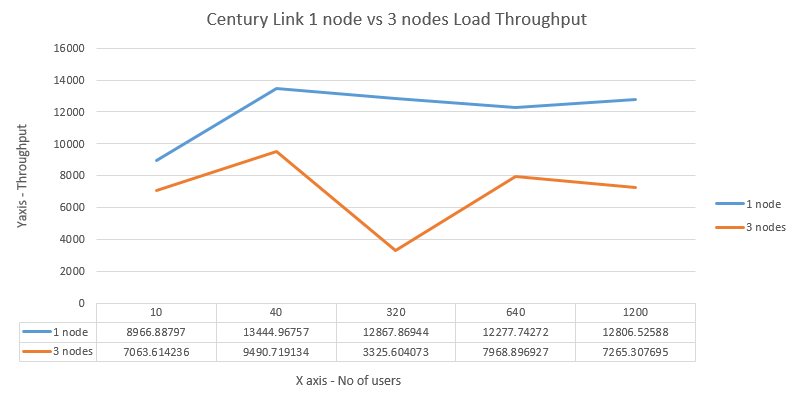 Century Link 1 node vs 3 nodes Load Throughput
16000
14000
12000
10000
8000
6000
4000
2000
0
Yaxis - Throughput
1 node
3 nodes
10 40 320 640 1200
1 node 8966.88797 13444.96757 12867.86944 12277.74272 12806.52588
3 nodes 7063.614236 9490.719134 3325.604073 7968.896927 7265.307695
X axis - No of users